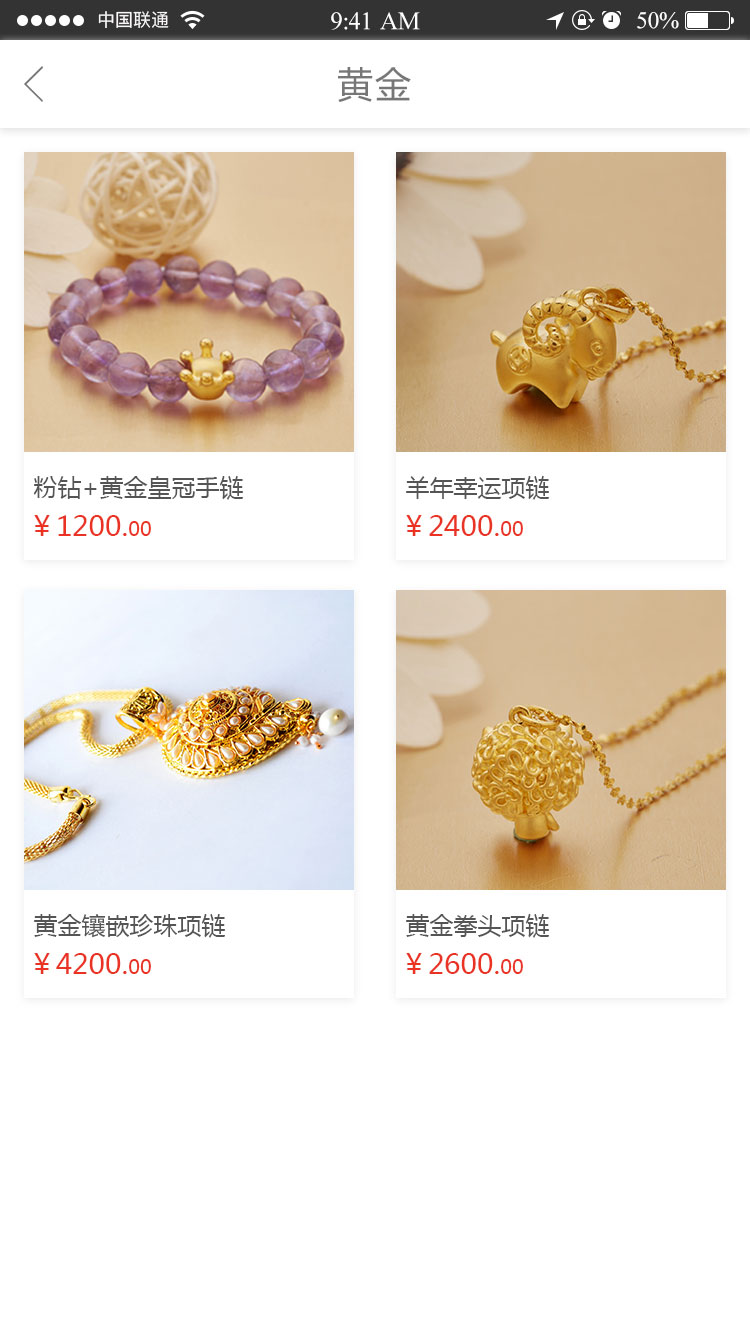 中国联通 9:41 AM 50%
黄金
粉钻+黄金皇冠手链
¥ 1200.00
羊年幸运项链
¥ 2400.00
黄金镶嵌珍珠项链
¥ 4200.00
黄金拳头项链
¥ 2600.00